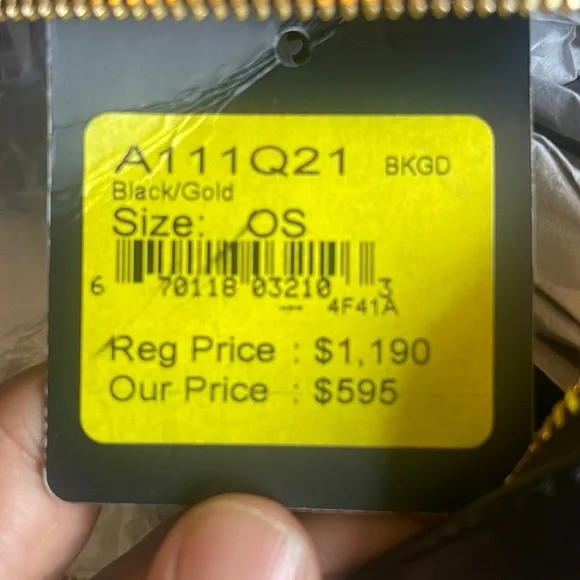 A111Q21 BKGD
Black/Gold
Size: OS
6 70118 03210 3
--- 4F41A
Reg Price : $1,190
Our Price : $595